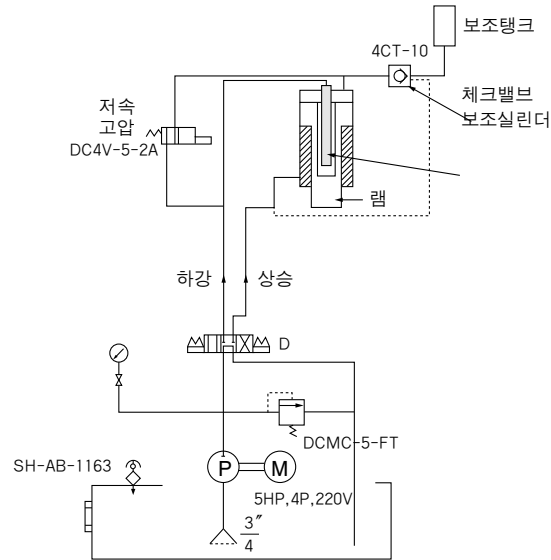 보조탱크
4CT-10
체크밸브
보조실린더
저속
고압
DC4V-5-2A
램
하강
상승
D
DCMC-5-FT
SH-AB-1163
P
M
5HP,4P,220V
3″
4